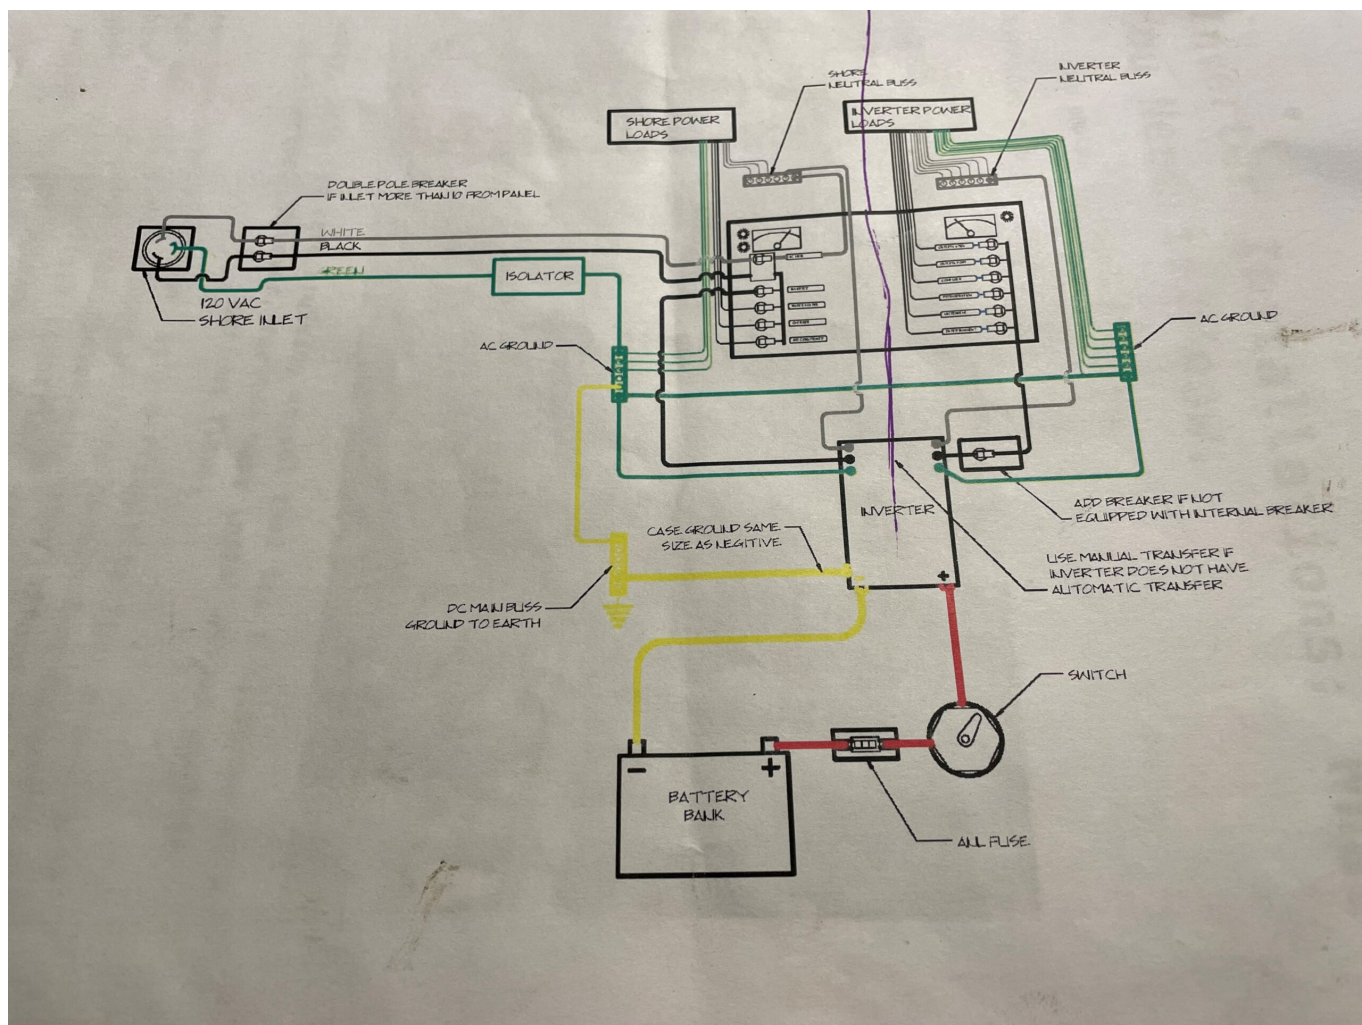 SHORE
NEUTRAL BUSS
INVERTER
NEUTRAL BUSS
SHORE POWER
LOADS
INVERTER POWER
LOADS
DOUBLE POLE BREAKER
IF INLET MORE THAN 10 FROM PANEL
WHITE
BLACK
GREEN
ISOLATOR
120 VAC
SHORE INLET
AC GROUND
AC GROUND
INVERTER
ADD BREAKER IF NOT
EQUIPPED WITH INTERNAL BREAKER
CASE GROUND SAME
SIZE AS NEGITIVE
USE MANUAL TRANSFER IF
INVERTER DOES NOT HAVE
AUTOMATIC TRANSFER
+
DC MAIN BUSS
GROUND TO EARTH
SWITCH
- +
BATTERY
BANK
ANL FUSE